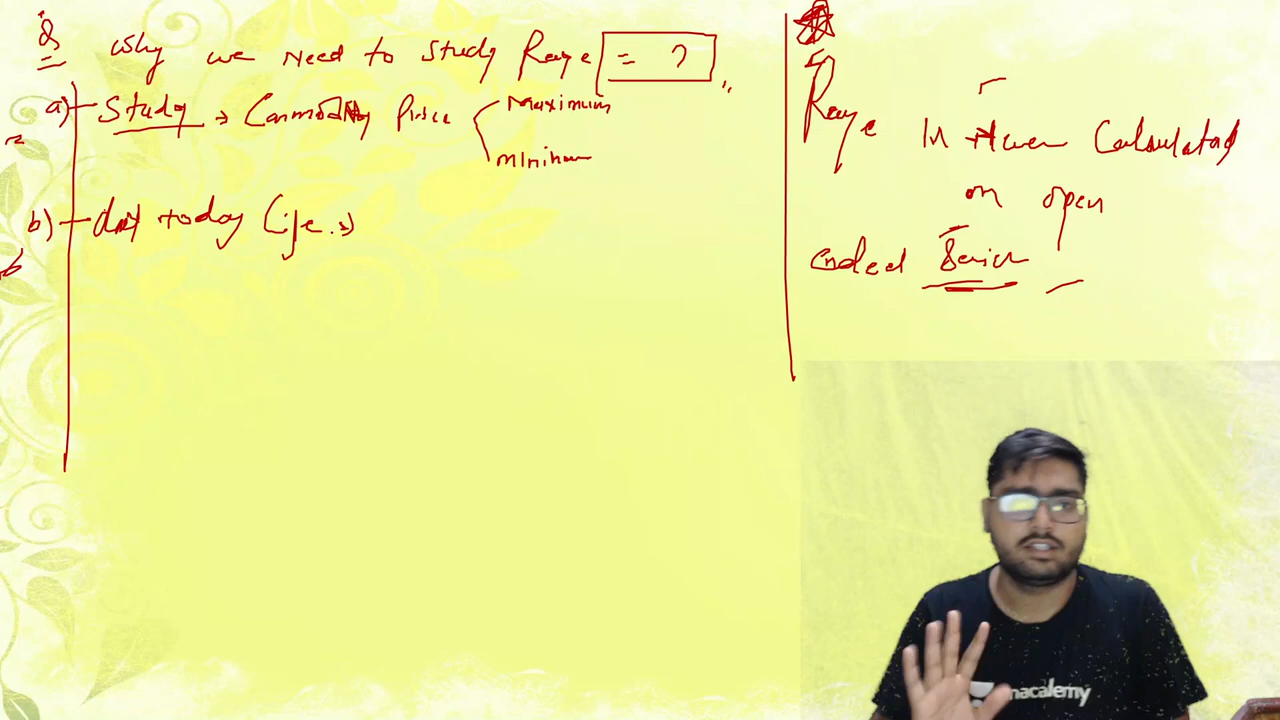 Q Why we need to study Range = ?
a) Study → Commodity Price Maximum
Minimum
b) day today life
Range is never calculated
on open
ended Series
unacademy